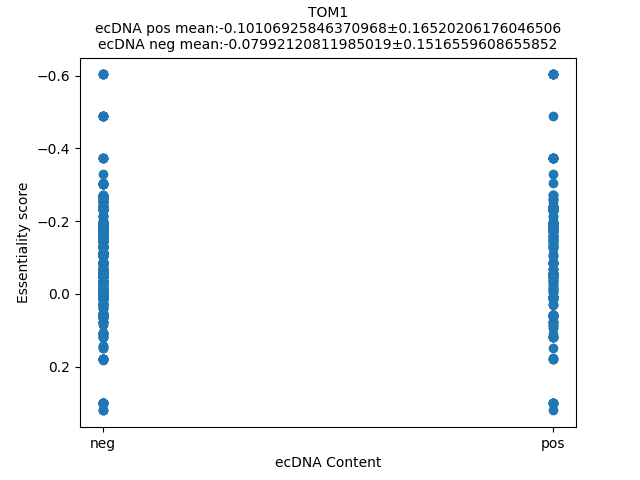 TOM1
ecDNA pos mean:-0.10106925846370968±0.16520206176046506
ecDNA neg mean:-0.07992120811985019±0.1516559608655852
−0.6
−0.4
−0.2
0.0
0.2
Essentiality score
neg
pos
ecDNA Content